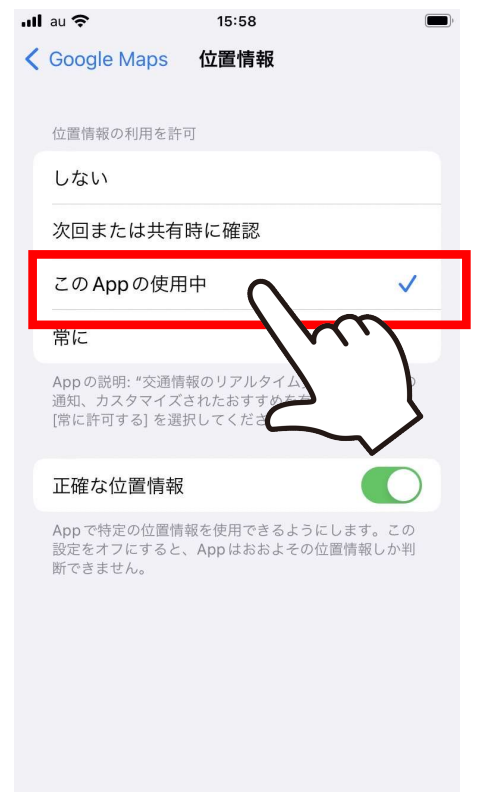 au 15:58
Google Maps 位置情報
位置情報の利用を許可
しない
次回または共有時に確認
このAppの使用中
常に
Appの説明: “交通情報のリアルタイム
通知、カスタマイズされたおすすめを
[常に許可する] を選択してくださ
正確な位置情報
Appで特定の位置情報を使用できるようにします。この
設定をオフにすると、Appはおおよその位置情報しか判
断できません。